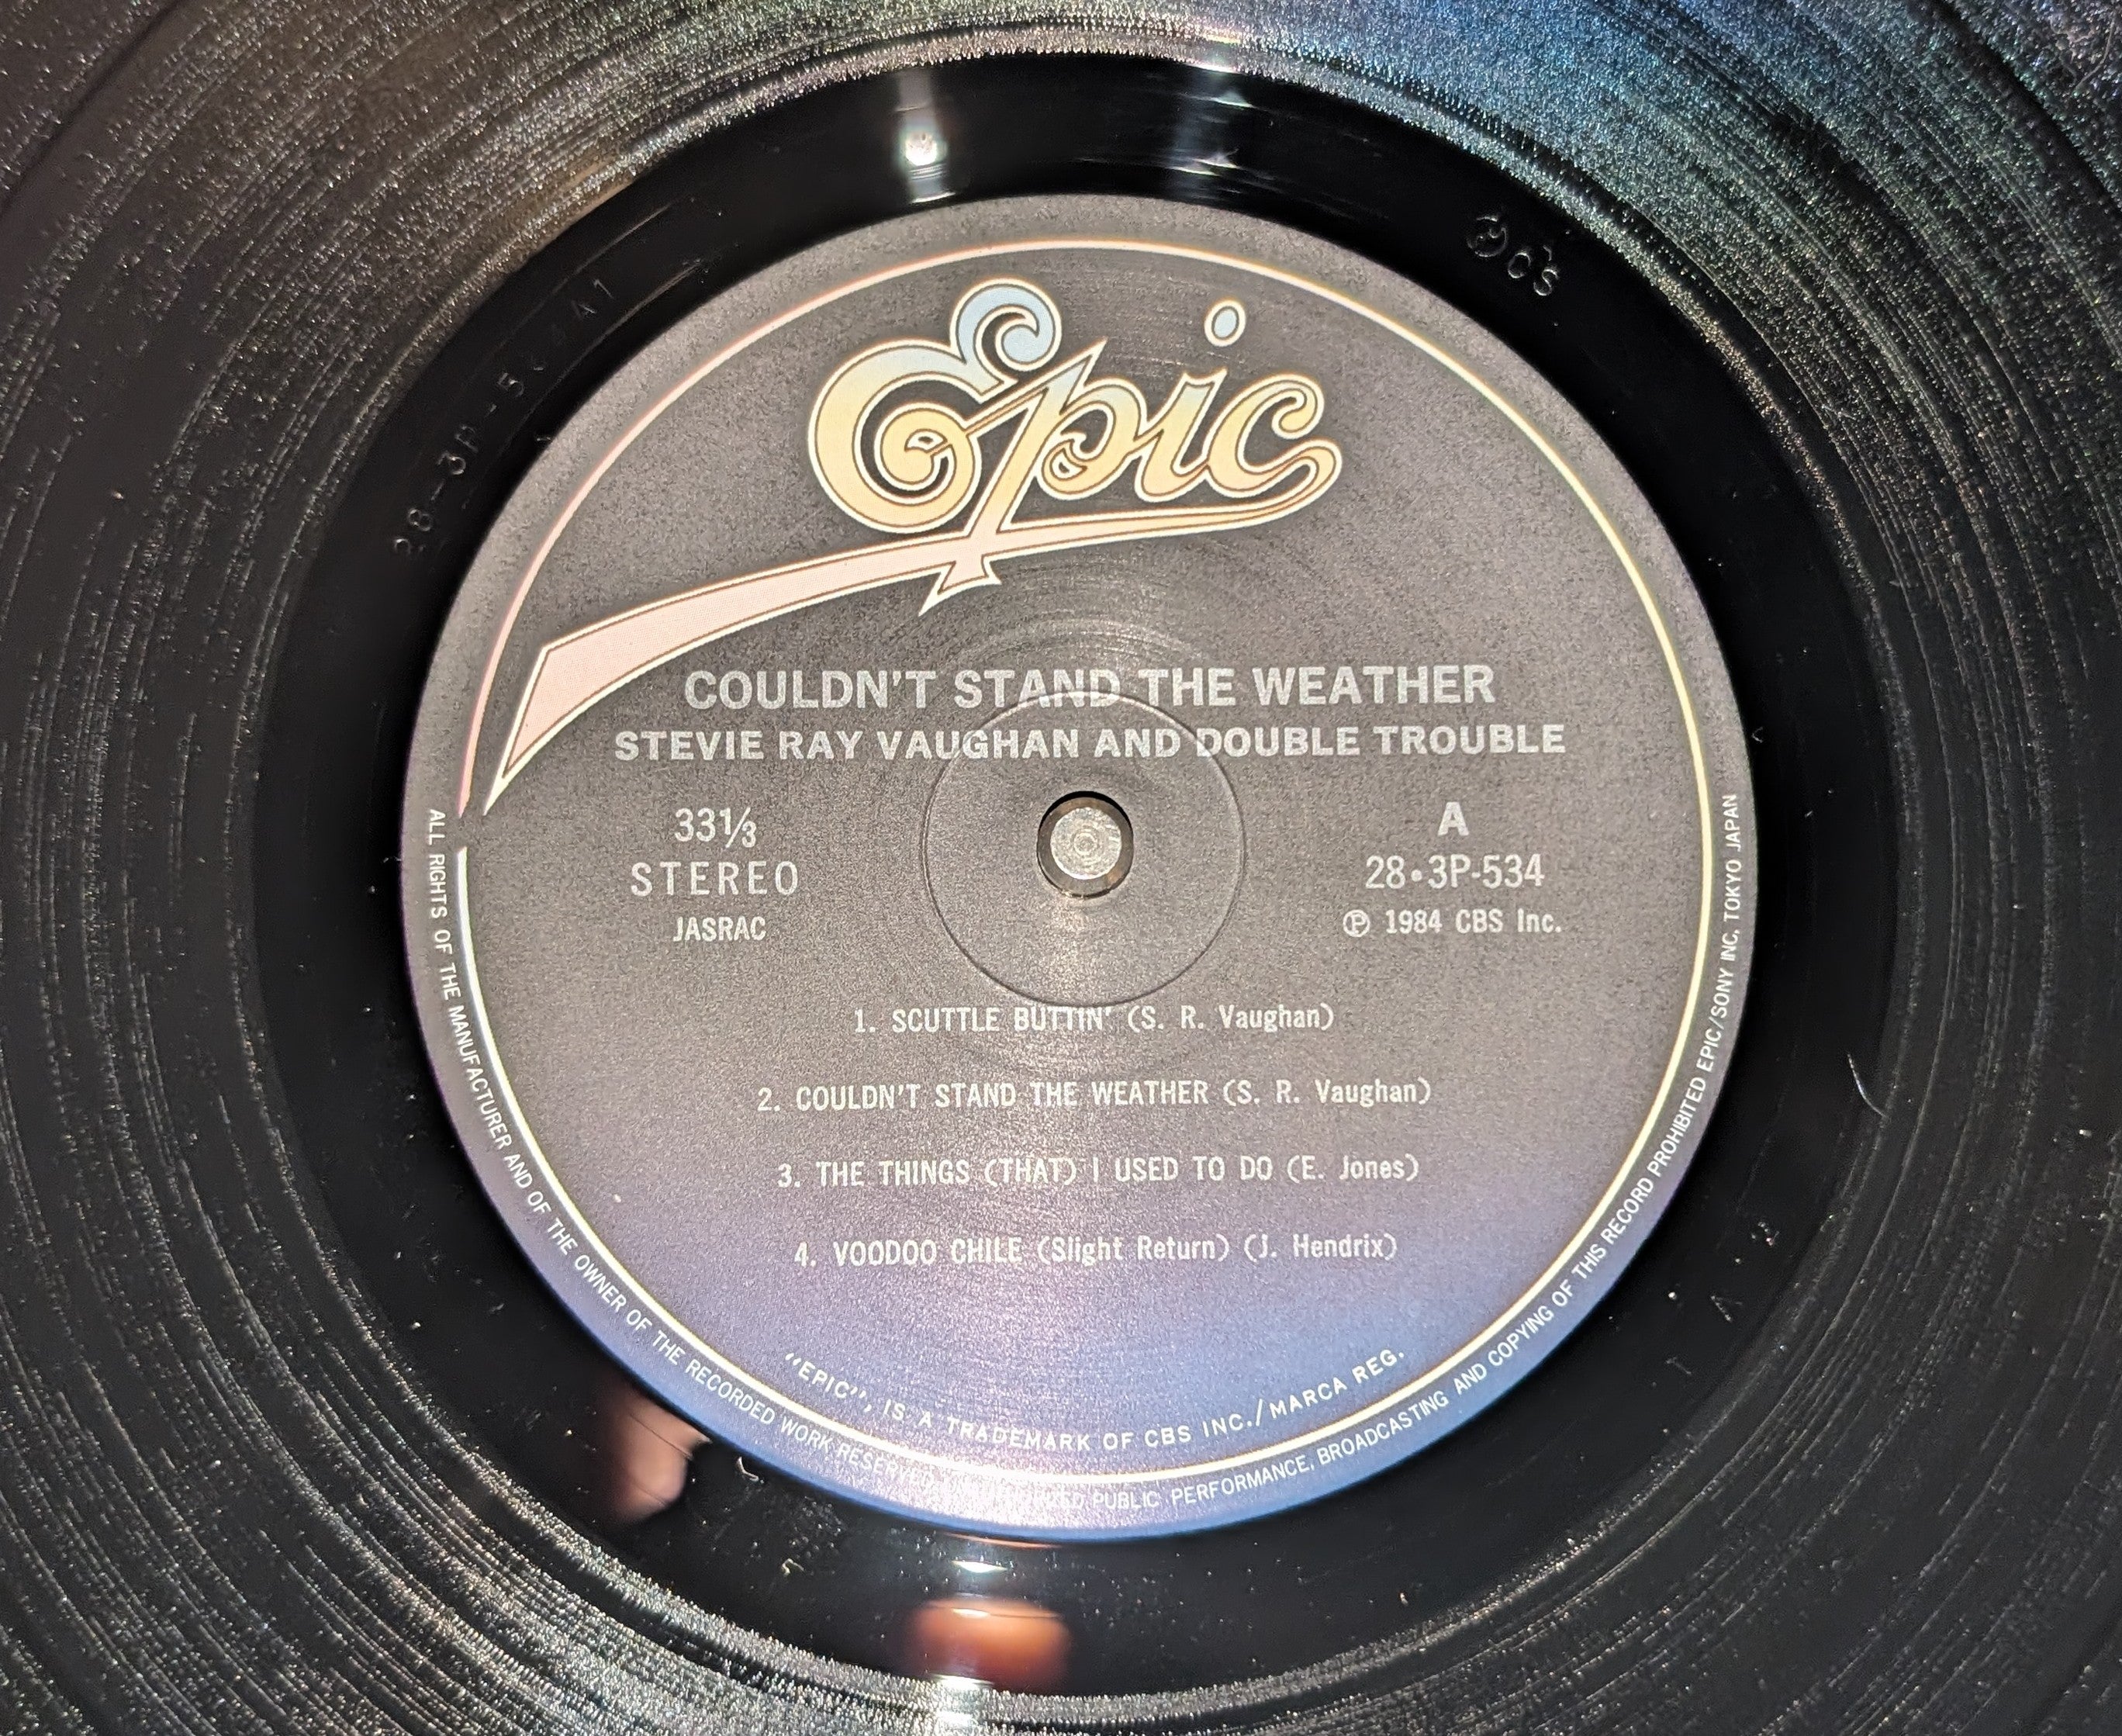 Epic
COULDN'T STAND THE WEATHER
STEVIE RAY VAUGHAN AND DOUBLE TROUBLE
33⅓
STEREO
JASRAC
A
28•3P-534
Ⓟ 1984 CBS Inc.
1. SCUTTLE BUTTIN' (S. R. Vaughan)
2. COULDN'T STAND THE WEATHER (S. R. Vaughan)
3. THE THINGS (THAT) I USED TO DO (E. Jones)
4. VOODOO CHILE (Slight Return) (J. Hendrix)
"EPIC", IS A TRADEMARK OF CBS INC./MARCA REG.
ALL RIGHTS OF THE MANUFACTURER AND OF THE OWNER OF THE RECORDED WORK RESERVED PUBLIC PERFORMANCE, BROADCASTING AND COPYING OF THIS RECORD PROHIBITED EPIC/SONY INC. TOKYO JAPAN